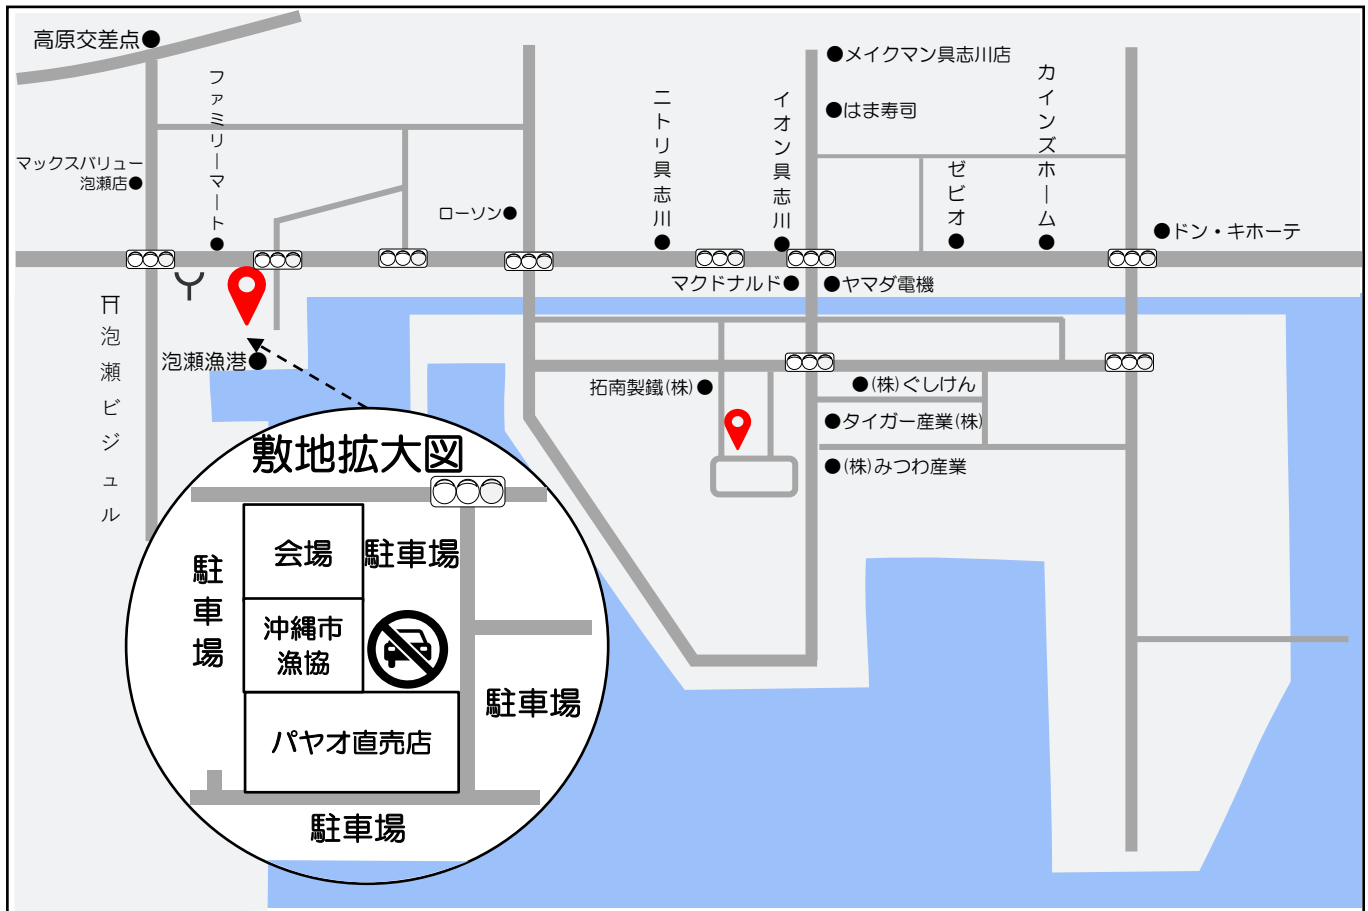 高原交差点
ファミリーマート
マックスバリュー
泡瀬店
ローソン
ニトリ具志川
イオン具志川
メイクマン具志川店
はま寿司
ゼビオ
カインズホーム
ドン・キホーテ
マクドナルド
ヤマダ電機
泡瀬ビジュル
泡瀬漁港
拓南製鐵(株)
(株)ぐしけん
タイガー産業(株)
(株)みつわ産業
敷地拡大図
駐車場
会場
駐車場
沖縄市
漁協
駐車場
パヤオ直売店
駐車場